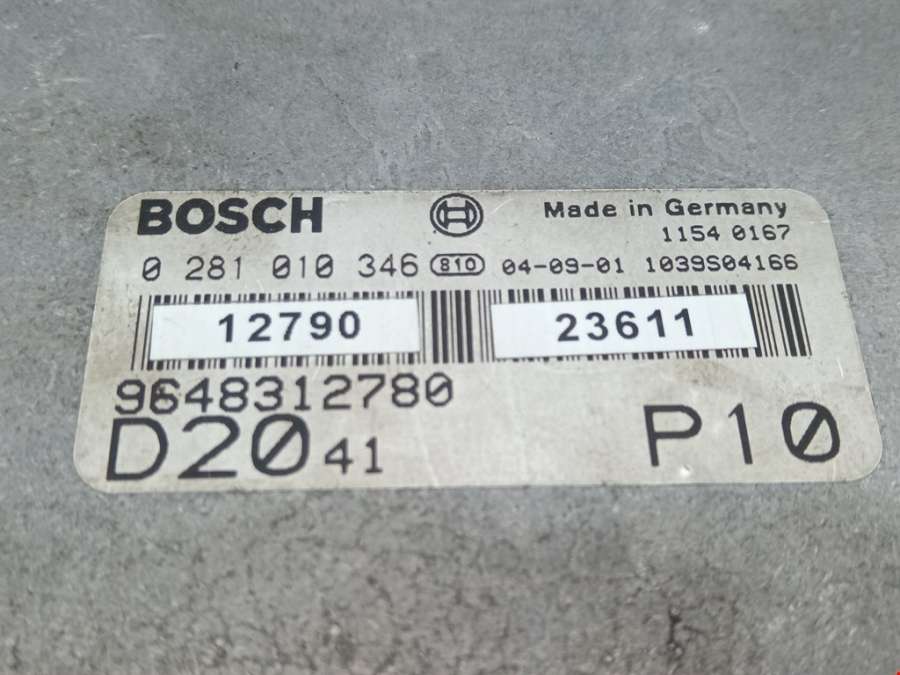 BOSCH
Made in Germany
1154 0167
0 281 010 346 810 04-09-01 1039S04166
12790 23611
9648312780
D20 41 P10